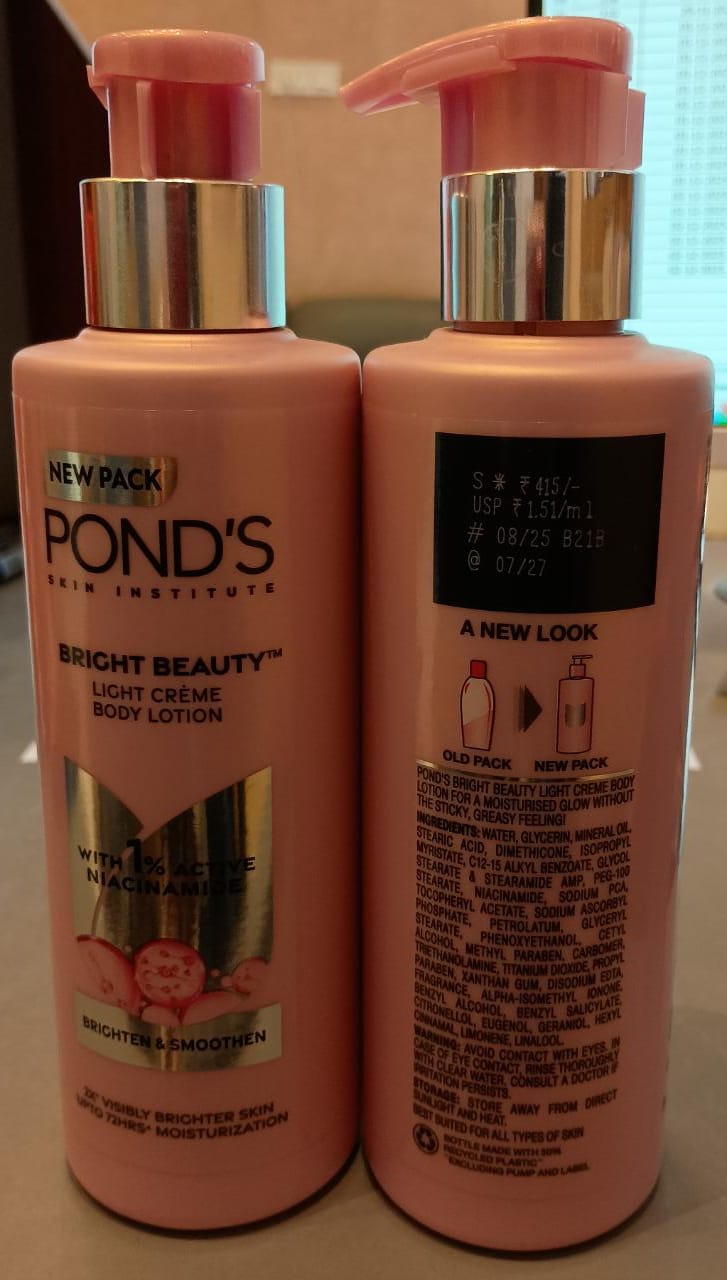 NEW PACK
POND'S
SKIN INSTITUTE
BRIGHT BEAUTY™
LIGHT CRÈME
BODY LOTION
WITH 1% ACTIVE
NIACINAMIDE
BRIGHTEN & SMOOTHEN
2X* VISIBLY BRIGHTER SKIN
UPTO 72HRS^ MOISTURIZATION
S * ₹ 415/-
USP ₹ 1.51/ml
# 08/25 B21B
@ 07/27
A NEW LOOK
OLD PACK NEW PACK
POND'S BRIGHT BEAUTY LIGHT CREME BODY
LOTION FOR A MOISTURISED GLOW WITHOUT
THE STICKY, GREASY FEELING!
INGREDIENTS: WATER, GLYCERIN, MINERAL OIL,
STEARIC ACID, DIMETHICONE, ISOPROPYL
MYRISTATE, C12-15 ALKYL BENZOATE, GLYCOL
STEARATE & STEARAMIDE AMP, PEG-100
STEARATE, NIACINAMIDE, SODIUM PCA,
TOCOPHERYL ACETATE, SODIUM ASCORBYL
PHOSPHATE, PETROLATUM, GLYCERYL
STEARATE, PHENOXYETHANOL, CETYL
ALCOHOL, METHYL PARABEN, CARBOMER,
TRIETHANOLAMINE, TITANIUM DIOXIDE, PROPYL
PARABEN, XANTHAN GUM, DISODIUM EDTA,
FRAGRANCE, ALPHA-ISOMETHYL IONONE,
BENZYL ALCOHOL, BENZYL SALICYLATE,
CITRONELLOL, EUGENOL, GERANIOL, HEXYL
CINNAMAL, LIMONENE, LINALOOL.
WARNING: AVOID CONTACT WITH EYES. IN
CASE OF EYE CONTACT, RINSE THOROUGHLY
WITH CLEAR WATER. CONSULT A DOCTOR IF
IRRITATION PERSISTS.
STORAGE: STORE AWAY FROM DIRECT
SUNLIGHT AND HEAT.
BEST SUITED FOR ALL TYPES OF SKIN
BOTTLE MADE WITH 50%
RECYCLED PLASTIC~
~EXCLUDING PUMP AND LABEL